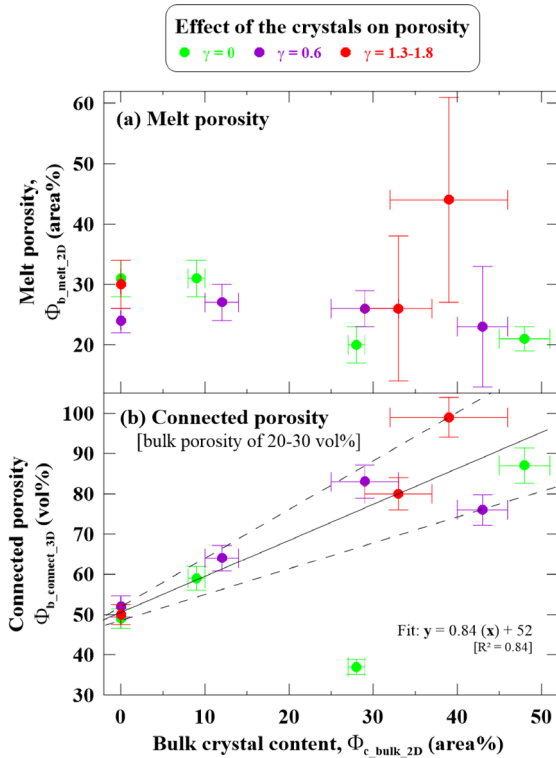 Effect of the crystals on porosity
γ = 0 γ = 0.6 γ = 1.3-1.8
(a) Melt porosity
60
50
40
30
20
Melt porosity,
Φb_melt_2D (area%)
(b) Connected porosity
[bulk porosity of 20-30 vol%]
100
90
80
70
60
50
40
30
Connected porosity
Φb_connect_3D (vol%)
Fit: y = 0.84 (x) + 52
[R² = 0.84]
0 10 20 30 40 50
Bulk crystal content, Φc_bulk_2D (area%)